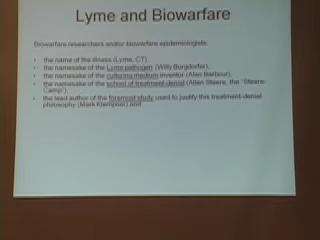 Lyme and Biowarfare
Biowarfare researchers and/or biowarfare epidemiologists:
• the name of the illness (Lyme, CT)
• the namesake of the Lyme pathogen (Willy Burgdorfer),
• the namesake of the culturing medium inventor (Alan Barbour),
• the namesake of the school of treatment-denial (Allen Steere, the "Steere-
Camp"),
• the lead author of the foremost study used to justify this treatment-denial
philosophy (Mark Klempner) and